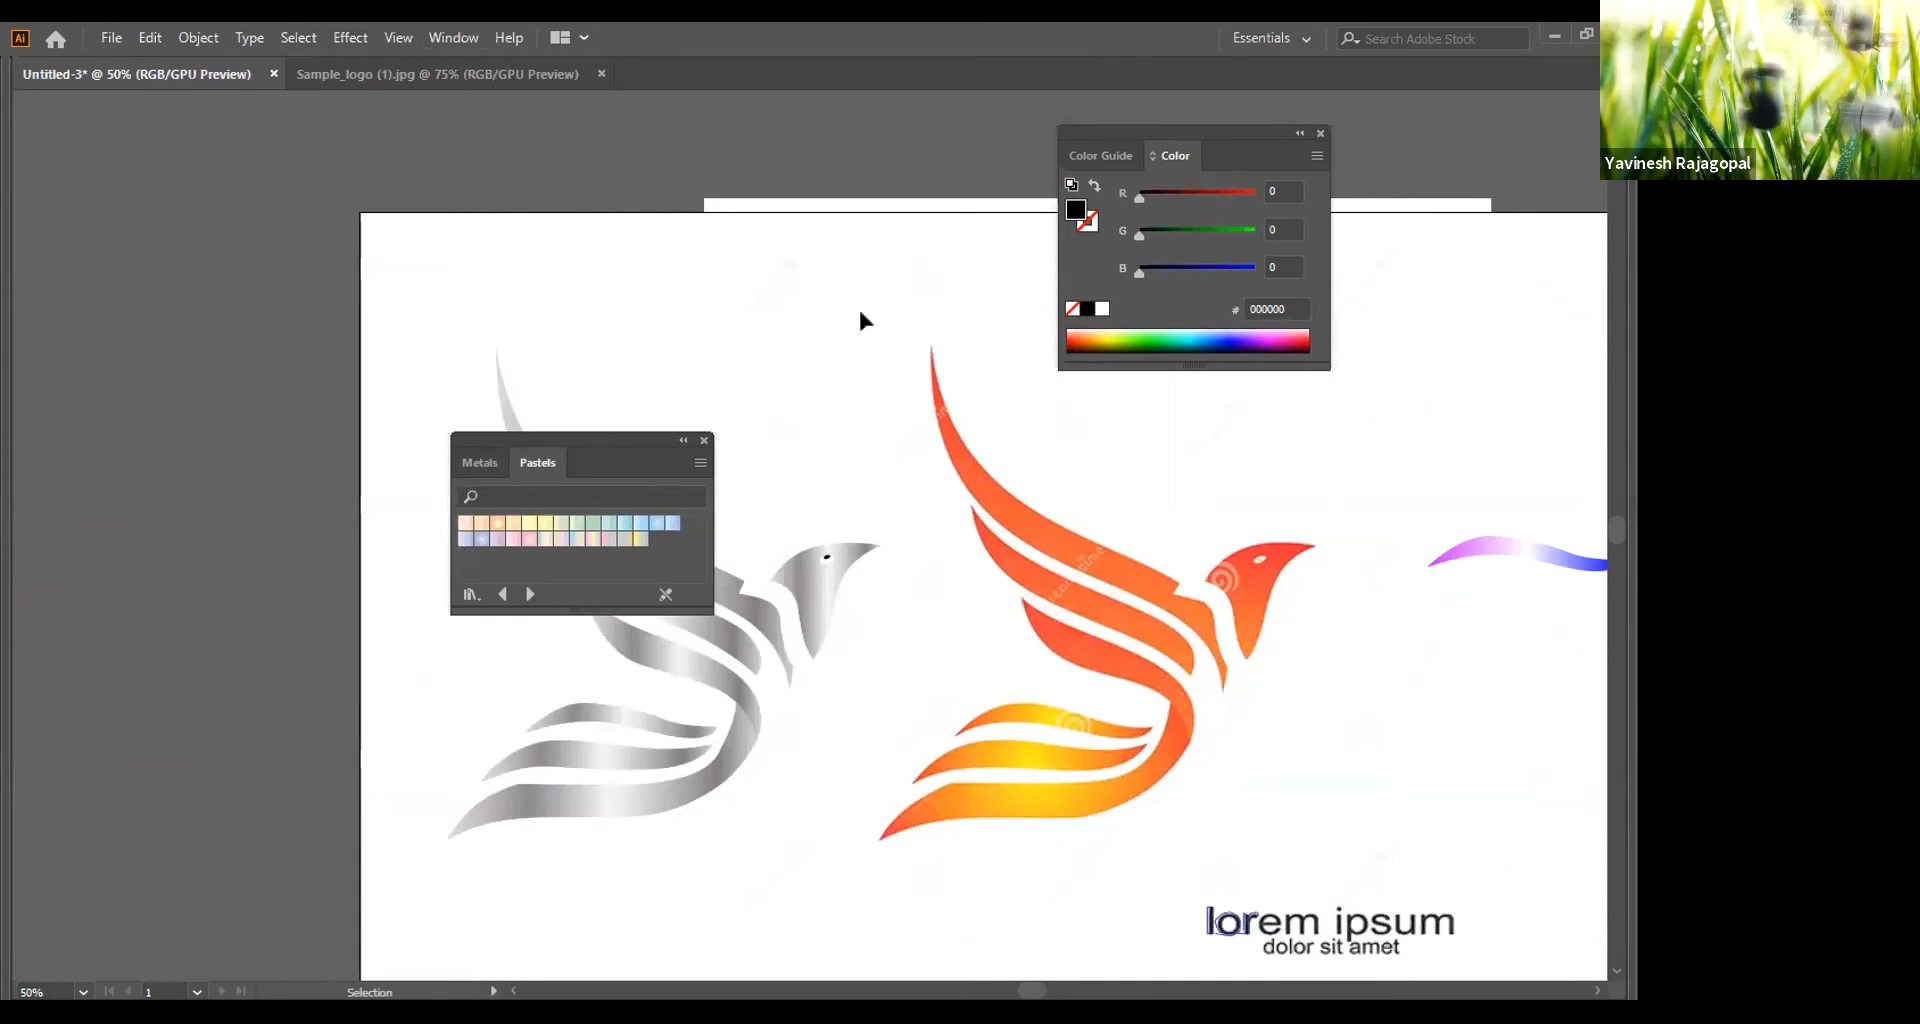 Ai File Edit Object Type Select Effect View Window Help Essentials Search Adobe Stock
Untitled-3* @ 50% (RGB/GPU Preview) × Sample_logo (1).jpg @ 75% (RGB/GPU Preview) ×
Yavinesh Rajagopal
Color Guide Color
R 0
G 0
B 0
# 000000
Metals Pastels
lorem ipsum
dolor sit amet
50% 1 Selection